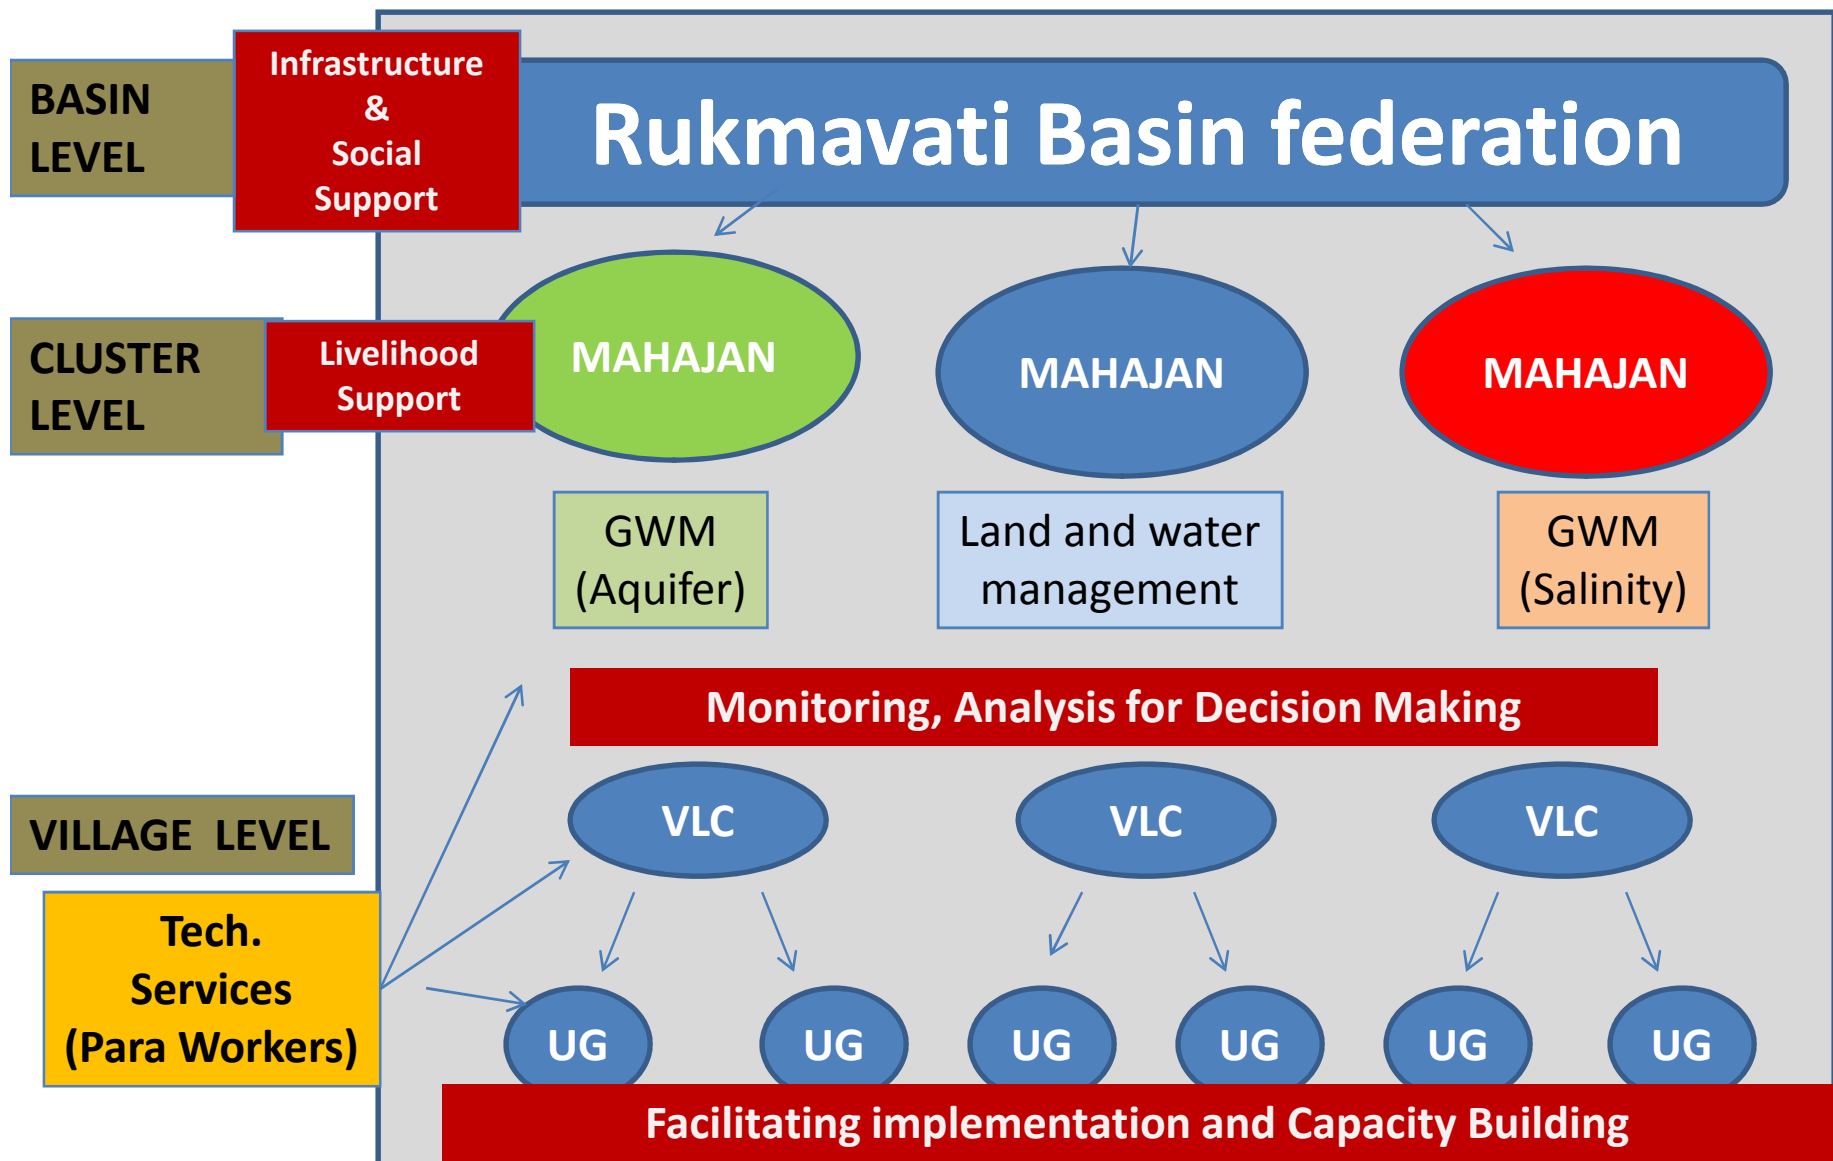 BASIN
LEVEL
Infrastructure
&
Social
Support
Rukmavati Basin federation
CLUSTER
LEVEL
Livelihood
Support
MAHAJAN
MAHAJAN
MAHAJAN
GWM
(Aquifer)
Land and water
management
GWM
(Salinity)
Monitoring, Analysis for Decision Making
VILLAGE LEVEL
VLC
VLC
VLC
Tech.
Services
(Para Workers)
UG
UG
UG
UG
UG
UG
Facilitating implementation and Capacity Building